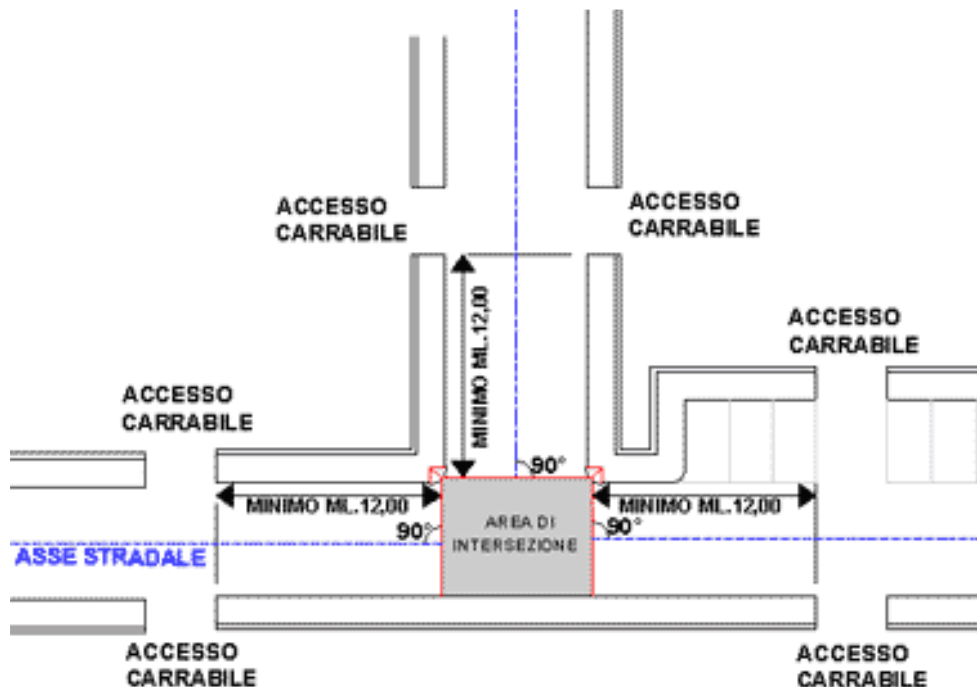 ACCESSO
CARRABILE
ACCESSO
CARRABILE
MINIMO ML.12,00
ACCESSO
CARRABILE
ACCESSO
CARRABILE
90°
MINIMO ML.12,00
MINIMO ML.12,00
90°
AREA DI
INTERSEZIONE
90°
ASSE STRADALE
ACCESSO
CARRABILE
ACCESSO
CARRABILE